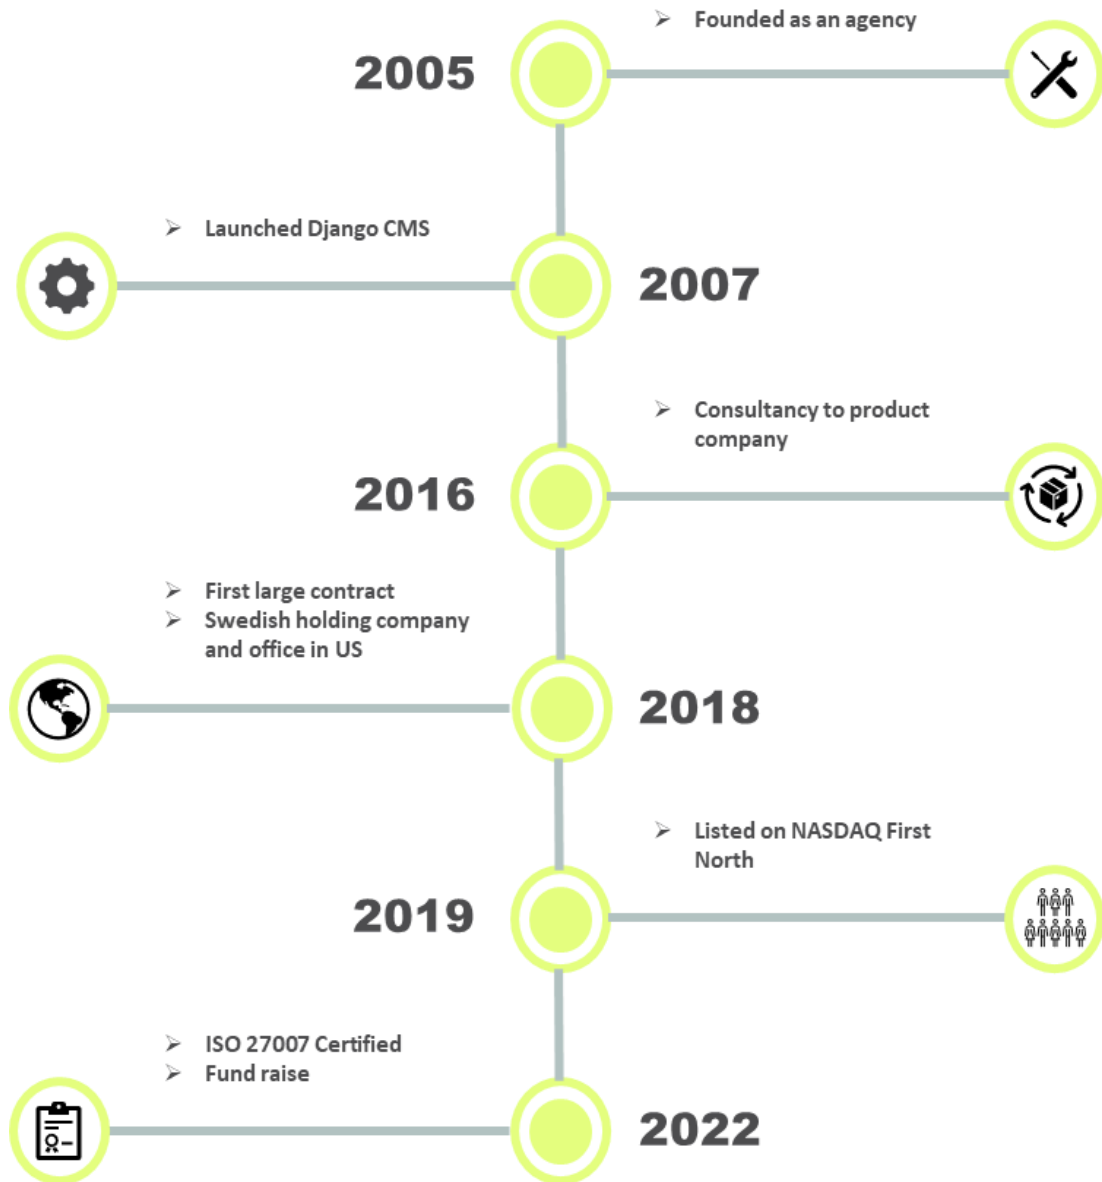 ➢ Founded as an agency
2005
➢ Launched Django CMS
2007
➢ Consultancy to product
company
2016
➢ First large contract
➢ Swedish holding company
and office in US
2018
➢ Listed on NASDAQ First
North
2019
➢ ISO 27007 Certified
➢ Fund raise
2022